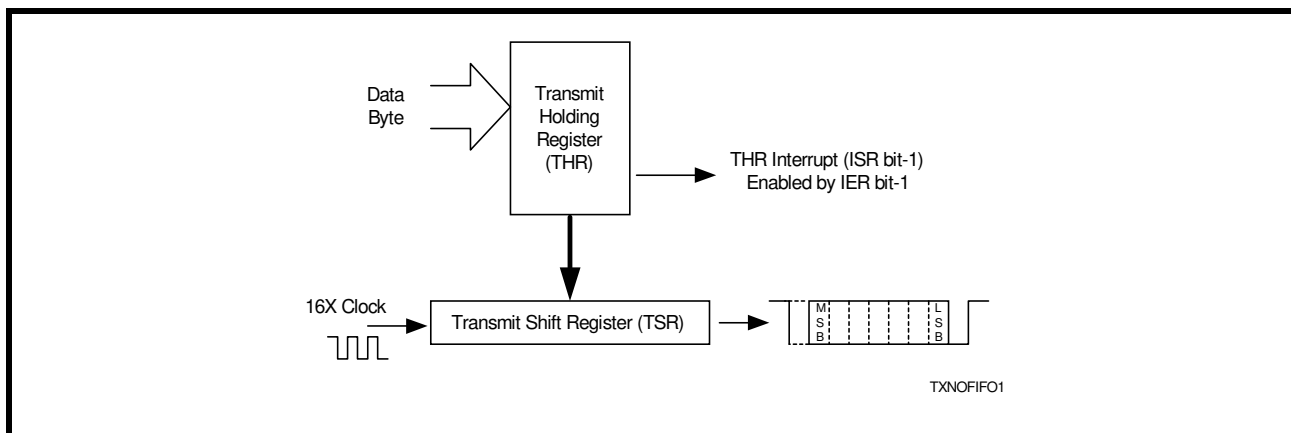 Data
Byte
Transmit
Holding
Register
(THR)
THR Interrupt (ISR bit-1)
Enabled by IER bit-1
16X Clock
Transmit Shift Register (TSR)
M
S
B
L
S
B
TXNOFIFO1